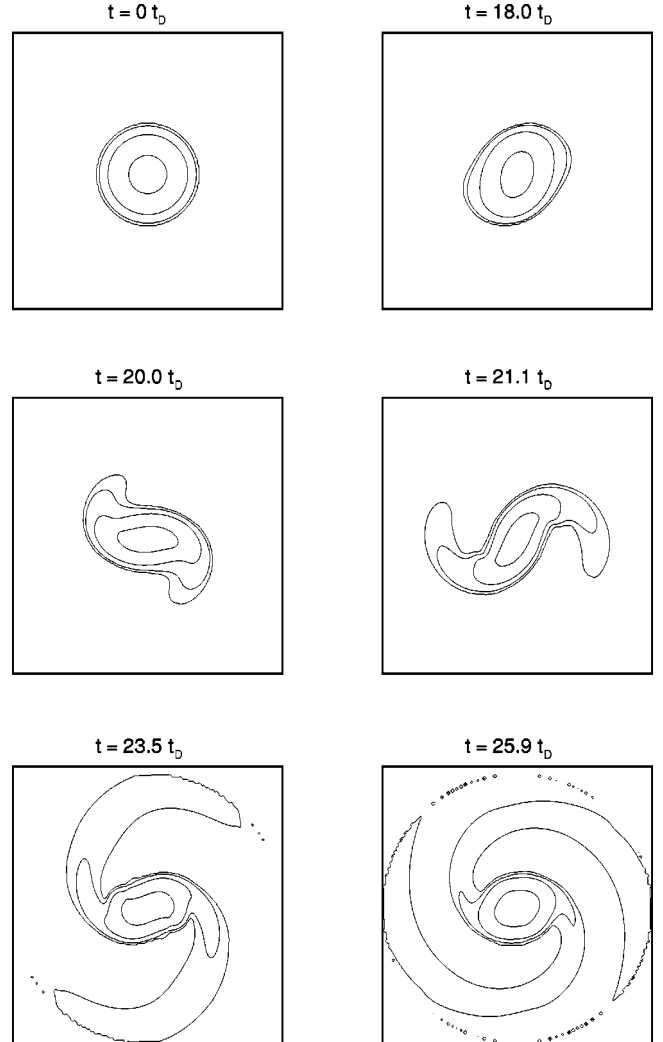 t = 0 t_D
t = 18.0 t_D
t = 20.0 t_D
t = 21.1 t_D
t = 23.5 t_D
t = 25.9 t_D